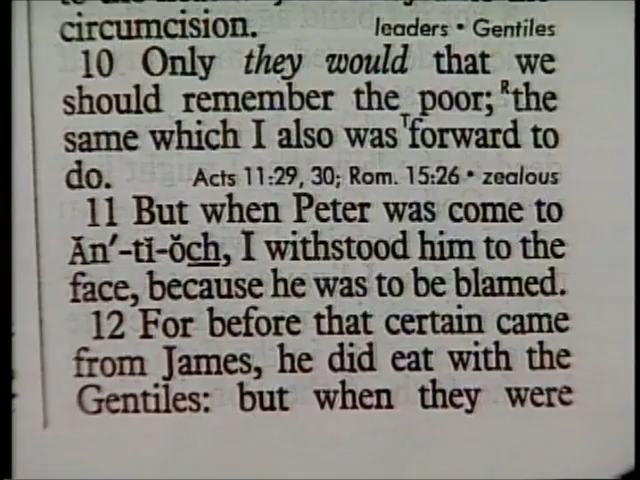 circumcision. leaders • Gentiles
10 Only they would that we
should remember the poor; ᴿthe
same which I also was ᵀforward to
do. Acts 11:29, 30; Rom. 15:26 • zealous
11 But when Peter was come to
Ăn′-tĭ-ŏch, I withstood him to the
face, because he was to be blamed.
12 For before that certain came
from James, he did eat with the
Gentiles: but when they were